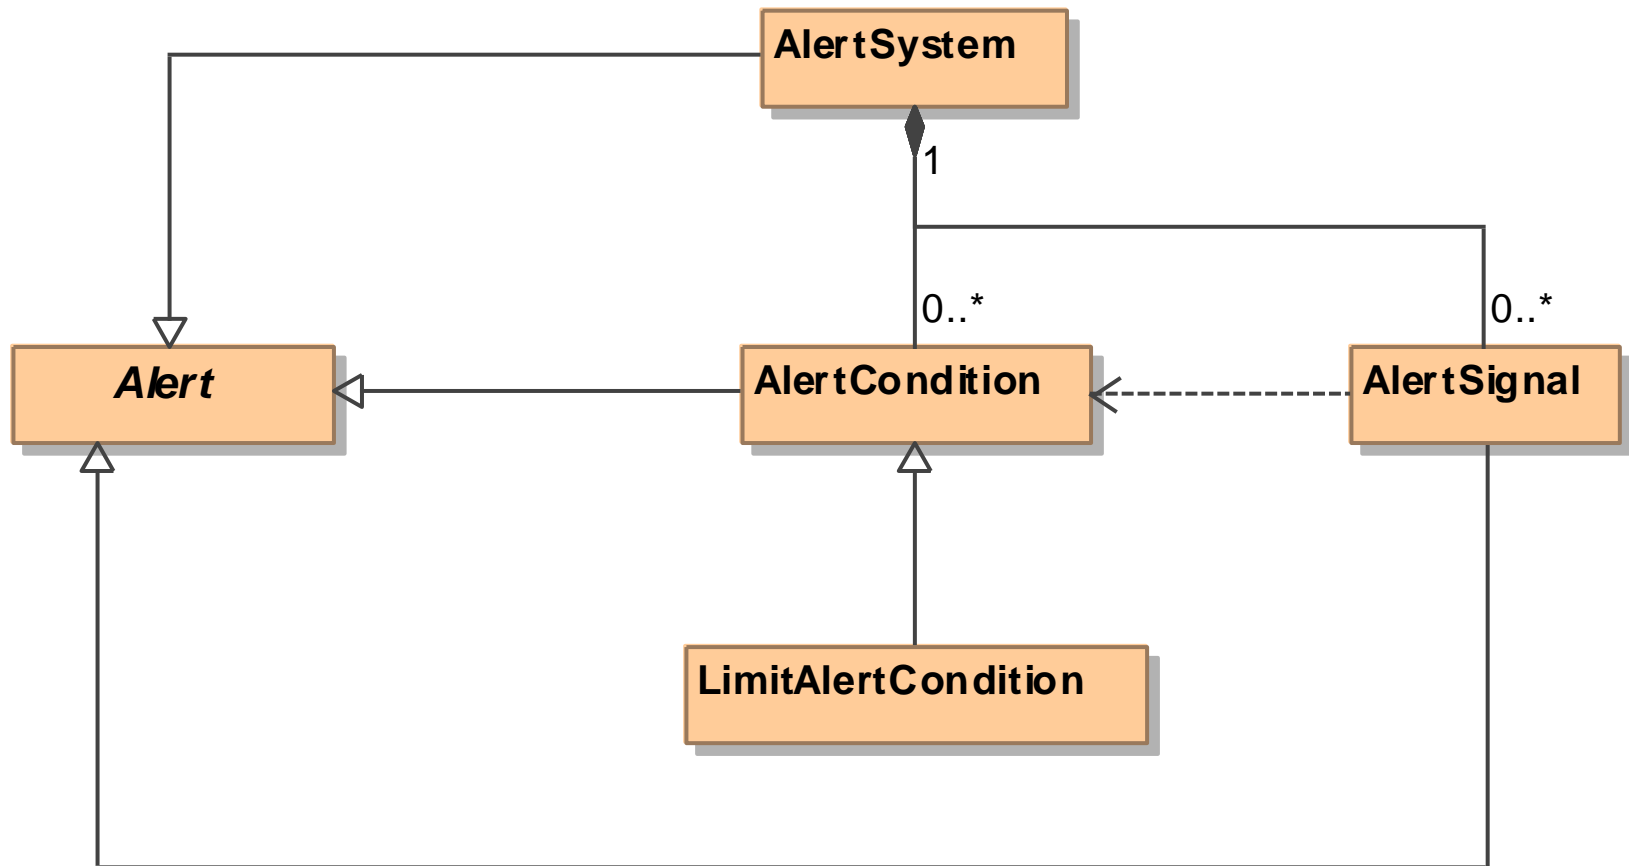 AlertSystem
1
0..*
0..*
Alert
AlertCondition
AlertSignal
LimitAlertCondition